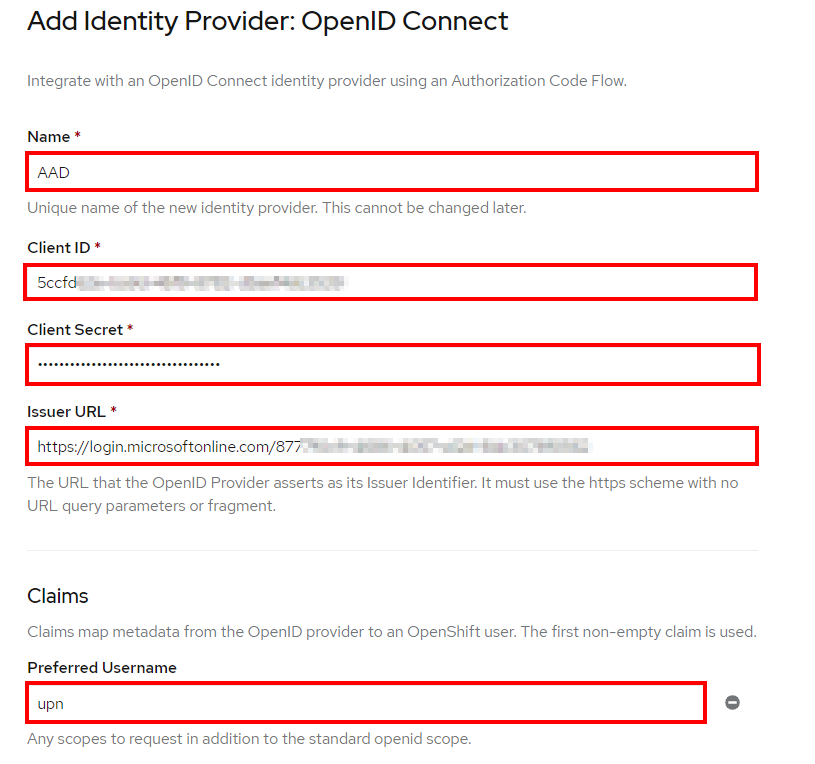 Add Identity Provider: OpenID Connect
Integrate with an OpenID Connect identity provider using an Authorization Code Flow.
Name *
AAD
Unique name of the new identity provider. This cannot be changed later.
Client ID *
5ccfd
Client Secret *
••••••••••••••••••••••••••••••••••
Issuer URL *
https://login.microsoftonline.com/877
The URL that the OpenID Provider asserts as its Issuer Identifier. It must use the https scheme with no
URL query parameters or fragment.
Claims
Claims map metadata from the OpenID provider to an OpenShift user. The first non-empty claim is used.
Preferred Username
upn
Any scopes to request in addition to the standard openid scope.